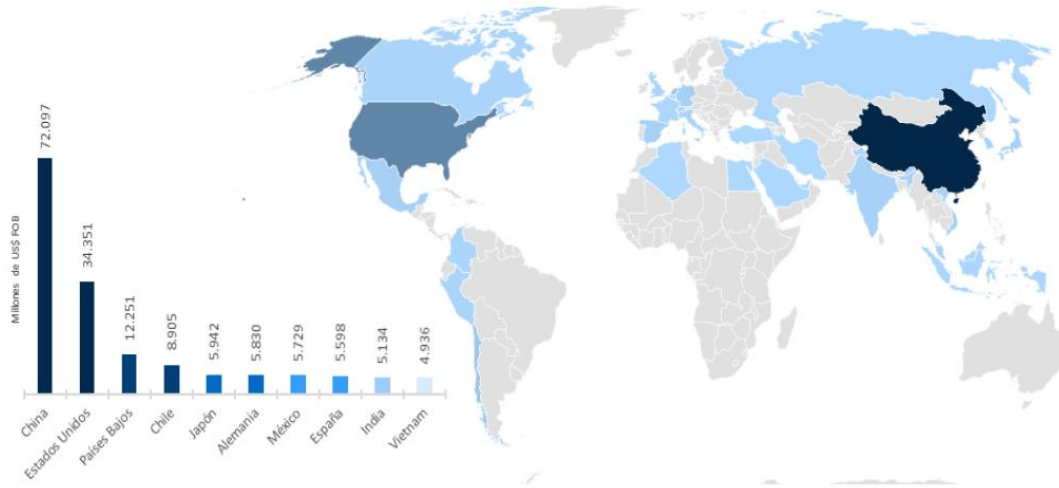 Millones de US$ FOB
72.097
34.351
12.251
8.905
5.942
5.830
5.729
5.598
5.134
4.936
China
Estados Unidos
Países Bajos
Chile
Japón
Alemania
México
España
India
Vietnam